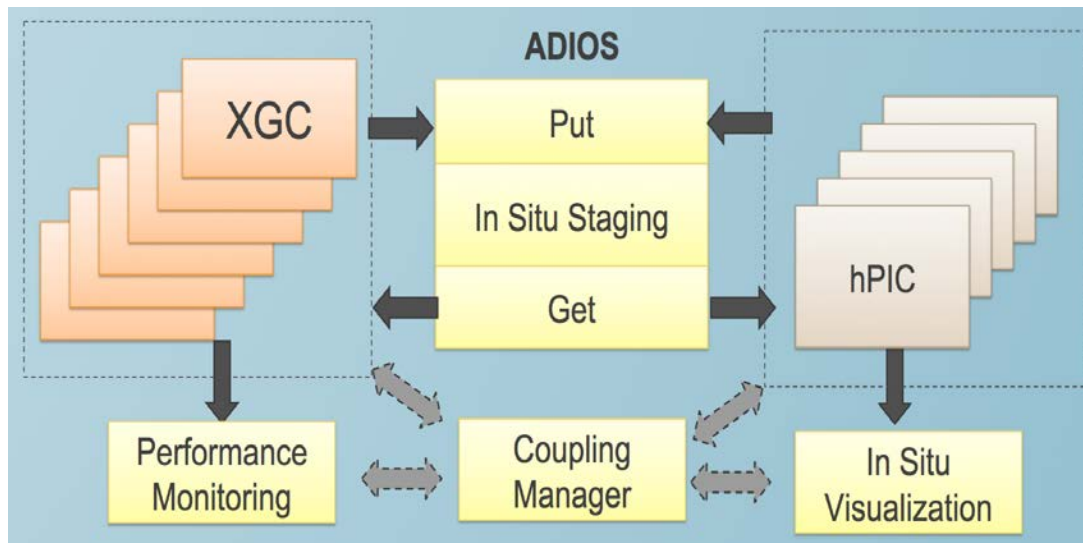 ADIOS
XGC
Put
In Situ Staging
hPIC
Get
Performance
Monitoring
Coupling
Manager
In Situ
Visualization